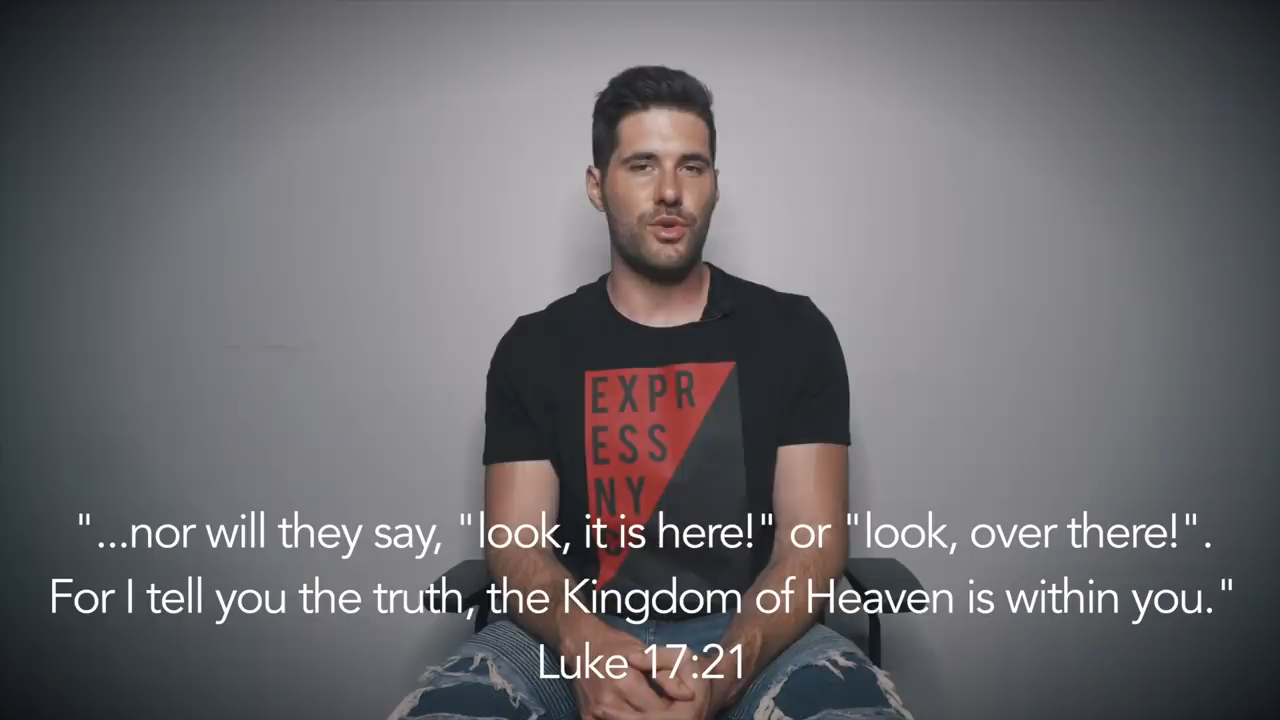 EXPR
ESS
NY
"...nor will they say, "look, it is here!" or "look, over there!".
For I tell you the truth, the Kingdom of Heaven is within you."
Luke 17:21